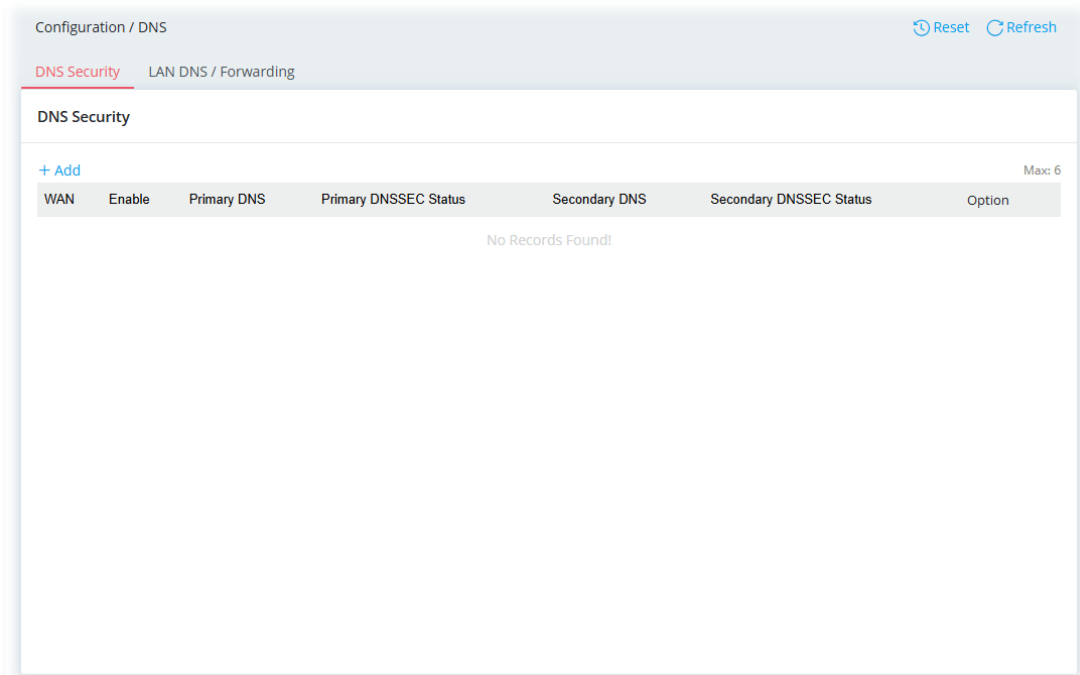 Configuration / DNS Reset Refresh
DNS Security LAN DNS / Forwarding
DNS Security
+ Add Max: 6
WAN Enable Primary DNS Primary DNSSEC Status Secondary DNS Secondary DNSSEC Status Option
No Records Found!